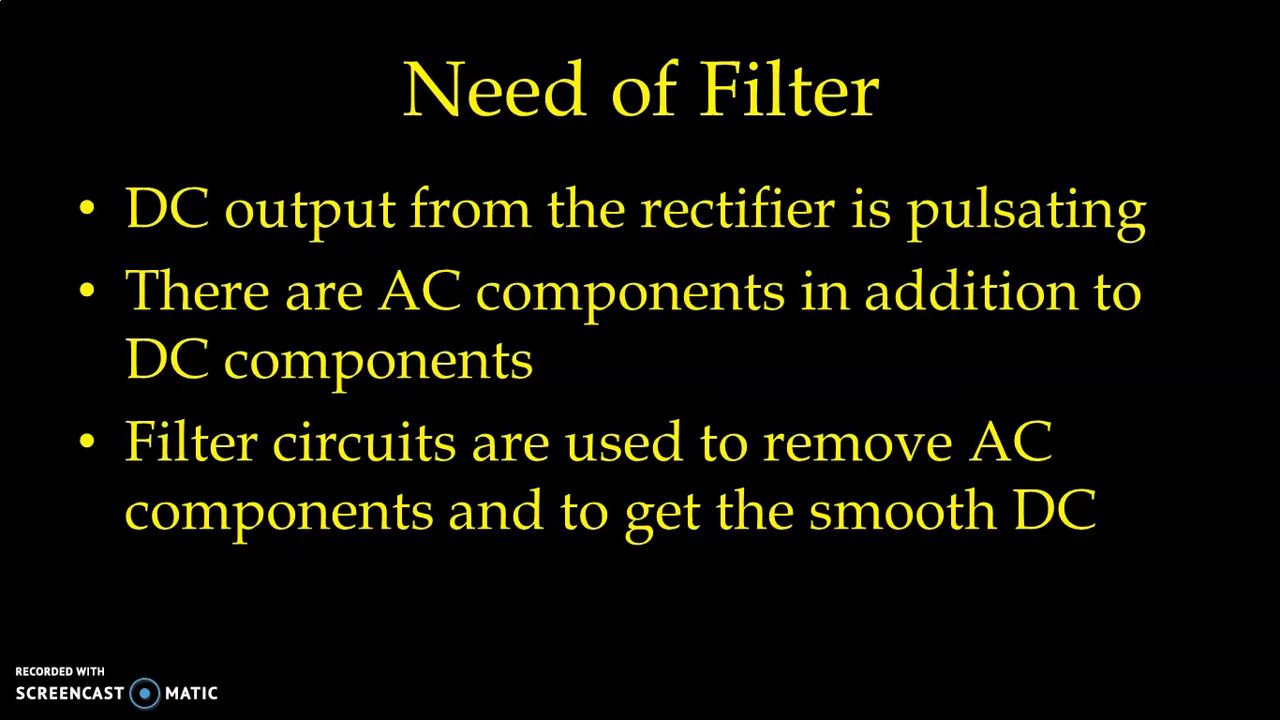 Need of Filter
• DC output from the rectifier is pulsating
• There are AC components in addition to
DC components
• Filter circuits are used to remove AC
components and to get the smooth DC
RECORDED WITH
SCREENCAST MATIC